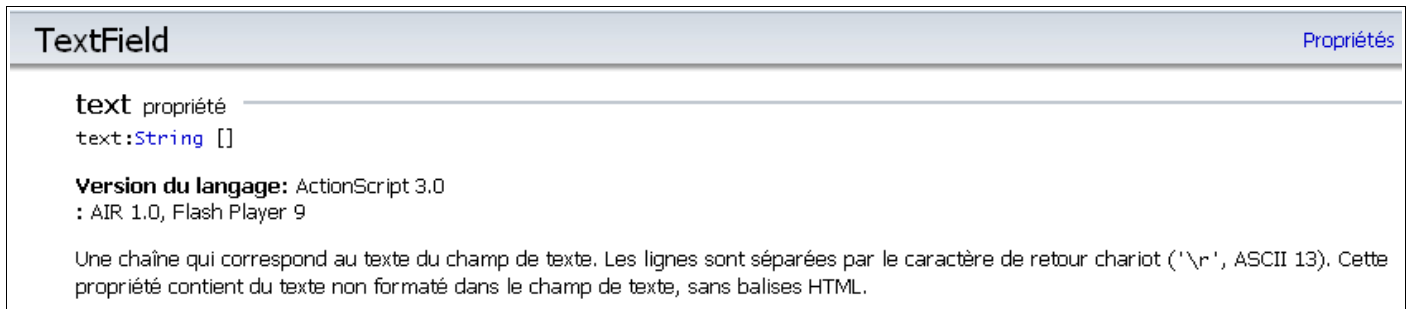 TextField
Propriétés
text propriété
text:String []
Version du langage: ActionScript 3.0
: AIR 1.0, Flash Player 9
Une chaîne qui correspond au texte du champ de texte. Les lignes sont séparées par le caractère de retour chariot ('\r', ASCII 13). Cette
propriété contient du texte non formaté dans le champ de texte, sans balises HTML.